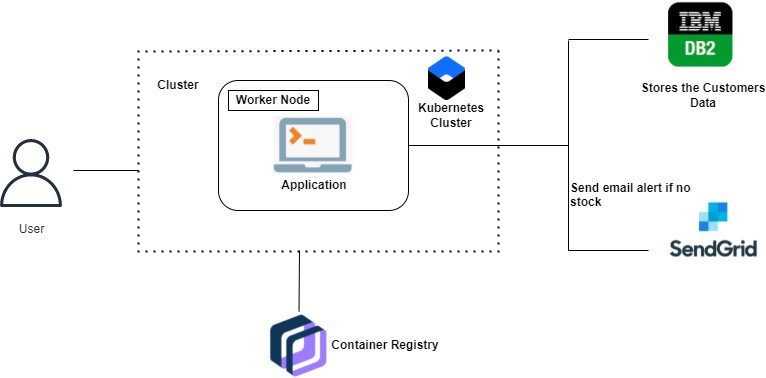 IBM
DB2
Stores the Customers
Data
Cluster
Worker Node
Application
Kubernetes
Cluster
User
Send email alert if no
stock
SendGrid
Container Registry